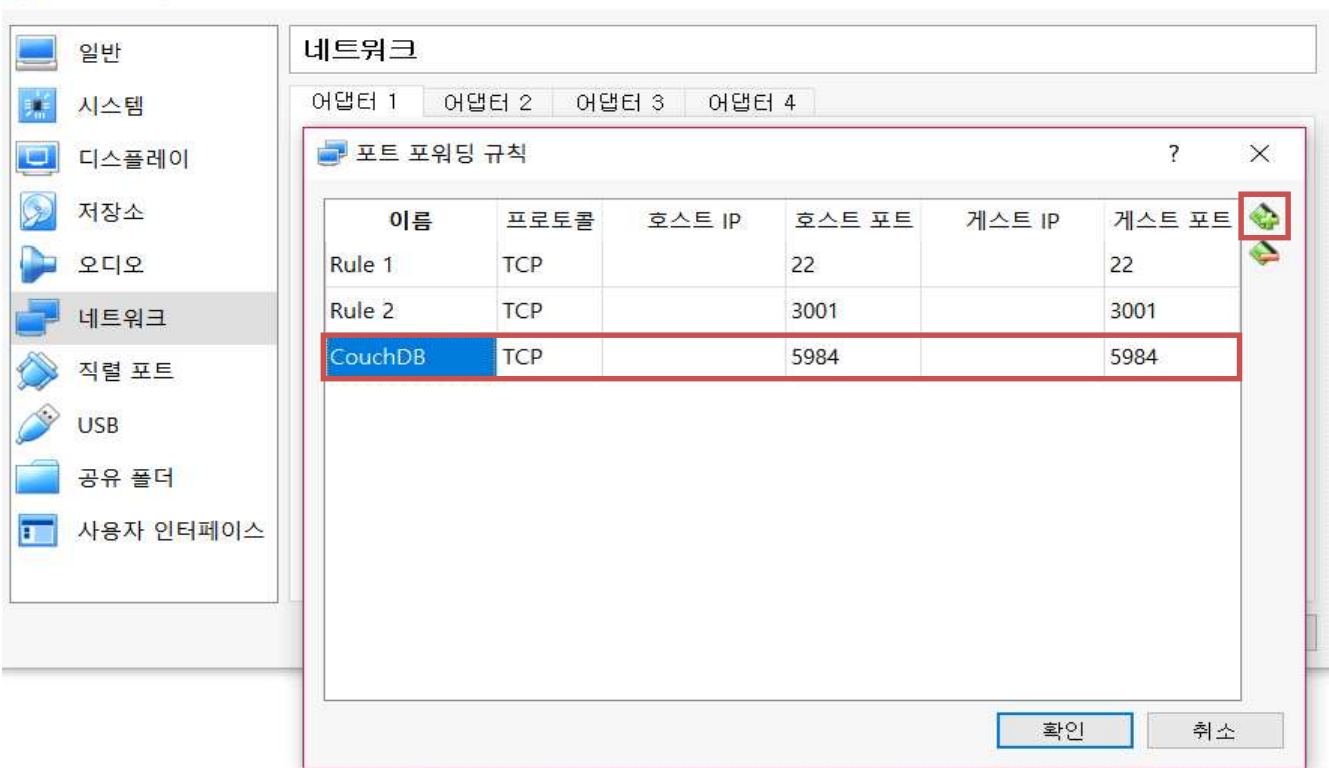 일반
시스템
디스플레이
저장소
오디오
네트워크
직렬 포트
USB
공유 폴더
사용자 인터페이스
네트워크
어댑터 1 어댑터 2 어댑터 3 어댑터 4
포트 포워딩 규칙 ?
이름 프로토콜 호스트 IP 호스트 포트 게스트 IP 게스트 포트
Rule 1 TCP 22 22
Rule 2 TCP 3001 3001
CouchDB TCP 5984 5984
확인 취소